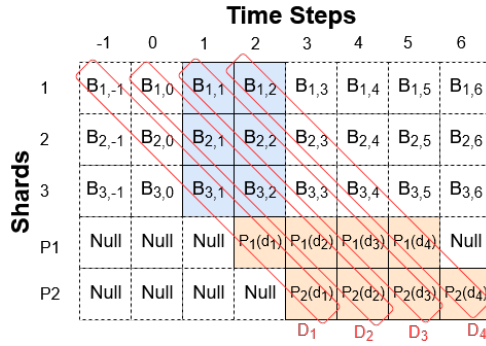 Time Steps
-1 0 1 2 3 4 5 6
Shards
1 B1,-1 B1,0 B1,1 B1,2 B1,3 B1,4 B1,5 B1,6
2 B2,-1 B2,0 B2,1 B2,2 B2,3 B2,4 B2,5 B2,6
3 B3,-1 B3,0 B3,1 B3,2 B3,3 B3,4 B3,5 B3,6
P1 Null Null Null P1(d1) P1(d2) P1(d3) P1(d4) Null
P2 Null Null Null Null P2(d1) P2(d2) P2(d3) P2(d4)
D1 D2 D3 D4